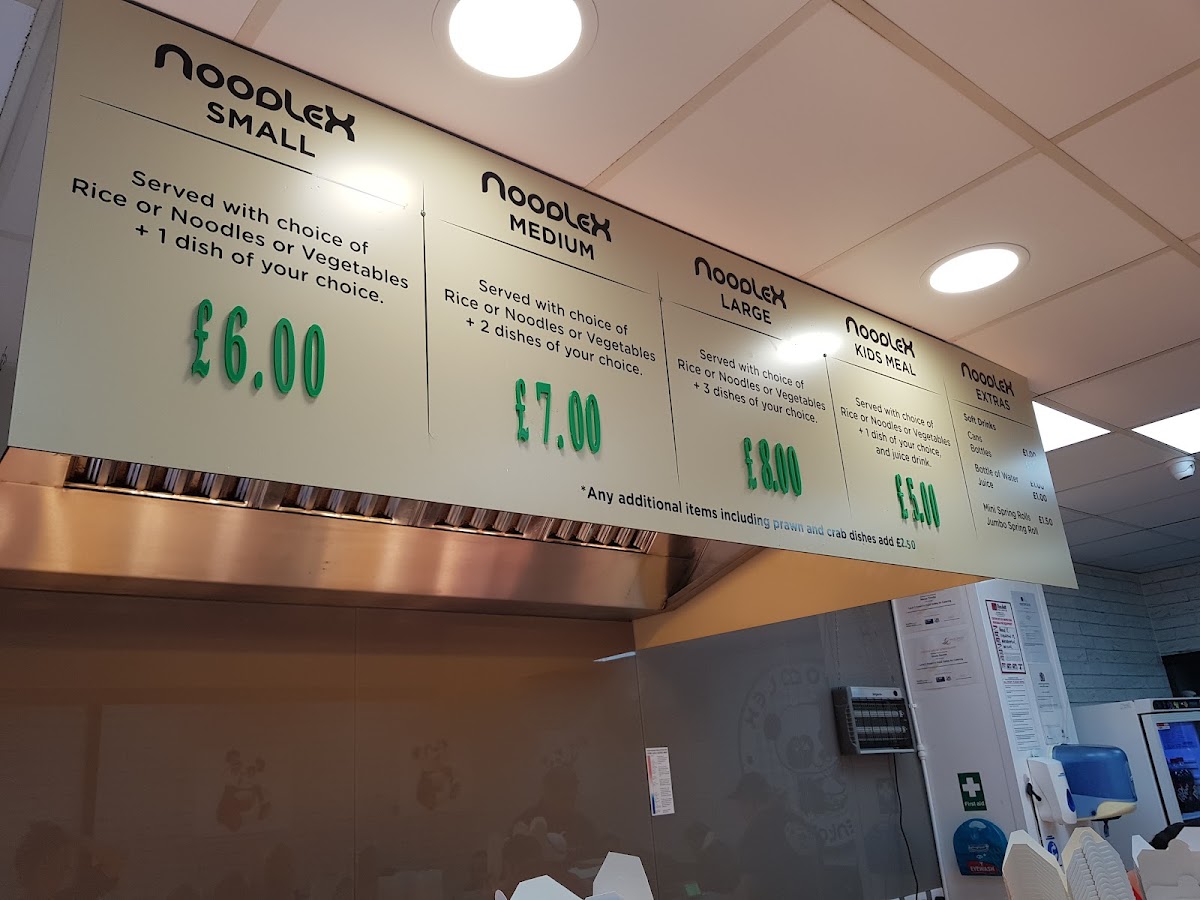 NOODLEX
SMALL
Served with choice of
Rice or Noodles or Vegetables
+ 1 dish of your choice.
£6.00
NOODLEX
MEDIUM
Served with choice of
Rice or Noodles or Vegetables
+ 2 dishes of your choice.
£7.00
NOODLEX
LARGE
Served with choice of
Rice or Noodles or Vegetables
+ 3 dishes of your choice.
£8.00
NOODLEX
KIDS MEAL
Served with choice of
Rice or Noodles or Vegetables
+ 1 dish of your choice,
and juice drink.
£5.00
NOODLEX
EXTRAS
Soft Drinks
Cans
Bottles £1.00
Bottle of Water £1.00
Juice £1.00
Mini Spring Rolls £1.50
Jumbo Spring Roll
*Any additional items including prawn and crab dishes add £2.50
First aid